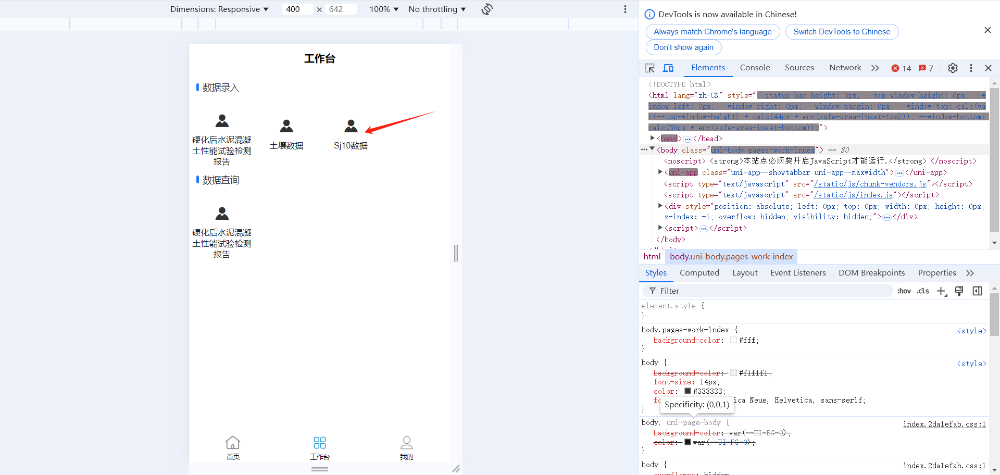 Dimensions: Responsive ▼ 400 × 642 100% ▼ No throttling ▼
工作台
数据录入
硬化后水泥混凝
土性能试验检测
报告
土壤数据
Sj10数据
数据查询
硬化后水泥混凝
土性能试验检测
报告
首页
工作台
我的
DevTools is now available in Chinese!
Always match Chrome's language
Switch DevTools to Chinese
Don't show again
Elements Console Sources Network 14 7
<!DOCTYPE html>
<html lang="zh-CN" style="--status-bar-height: 0px; --top-window-height: 0px; --w
indow-left: 0px; --window-right: 0px; --window-margin: 0px; --window-top: calc(va
r(--top-window-height) + calc(44px + env(safe-area-inset-top))); --window-bottom:
calc(50px + env(safe-area-inset-bottom));">
<head>…</head>
<body class="uni-body pages-work-index"> == $0
<noscript> <strong>本站点必须要开启JavaScript才能运行.</strong> </noscript>
<uni-app class="uni-app--showtabbar uni-app--maxwidth">…</uni-app>
<script type="text/javascript" src="/static/js/chunk-vendors.js"></script>
<script type="text/javascript" src="/static/js/index.js"></script>
<div style="position: absolute; left: 0px; top: 0px; width: 0px; height: 0px;
z-index: -1; overflow: hidden; visibility: hidden;">…</div>
<script>…</script>
</body>
html body.uni-body.pages-work-index
Styles Computed Layout Event Listeners DOM Breakpoints Properties
Filter :hov .cls
element.style {
}
body.pages-work-index { <style>
background-color: #fff;
}
body { <style>
background-color: #f1f1f1;
font-size: 14px;
color: #333333;
ica Neue, Helvetica, sans-serif;
Specificity: (0,0,1)
}
body, uni-page-body { index.2da1efab.css:1
background-color: var(--UI-BG-0);
color: var(--UI-FG-0);
}
body { index.2da1efab.css:1
overflow-x: hidden;